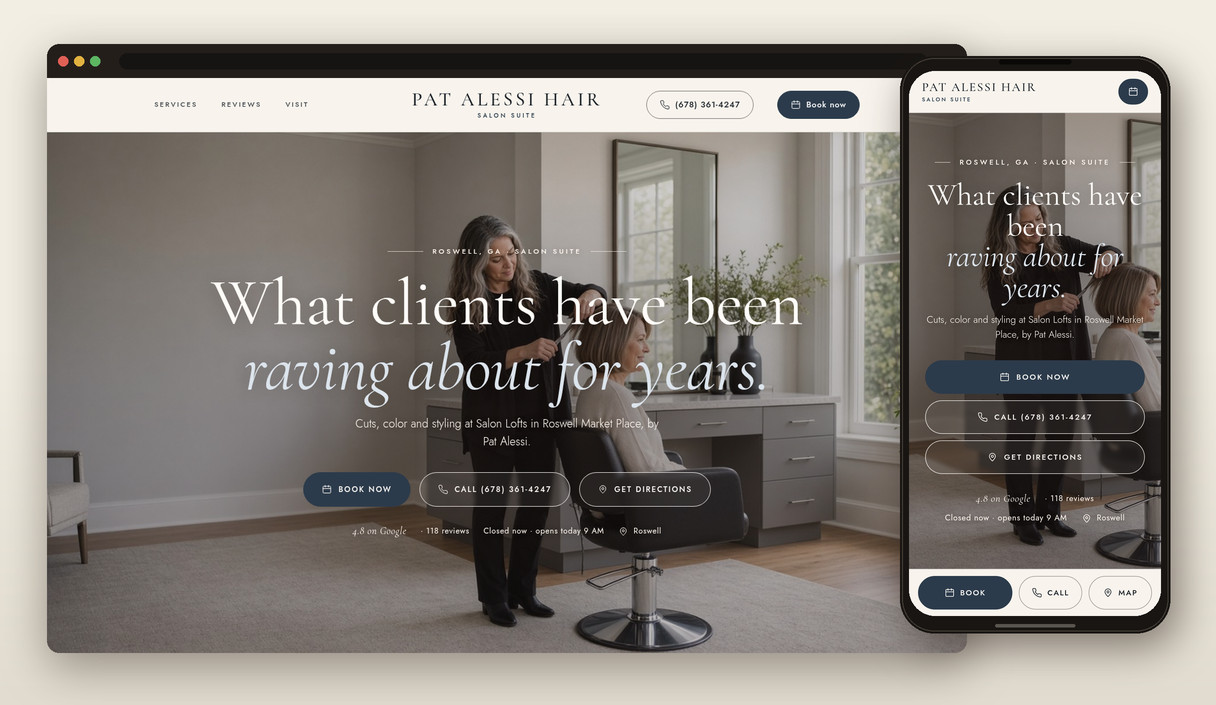 SERVICES REVIEWS VISIT
PAT ALESSI HAIR
SALON SUITE
(678) 361-4247
Book now
ROSWELL, GA · SALON SUITE
What clients have been
raving about for years.
Cuts, color and styling at Salon Lofts in Roswell Market Place, by
Pat Alessi.
BOOK NOW
CALL (678) 361-4247
GET DIRECTIONS
4.8 on Google · 118 reviews Closed now · opens today 9 AM Roswell
PAT ALESSI HAIR
SALON SUITE
ROSWELL, GA · SALON SUITE
What clients have
been
raving about for
years.
Cuts, color and styling at Salon Lofts in Roswell Market
Place, by Pat Alessi.
BOOK NOW
CALL (678) 361-4247
GET DIRECTIONS
4.8 on Google · 118 reviews
Closed now · opens today 9 AM Roswell
BOOK
CALL
MAP